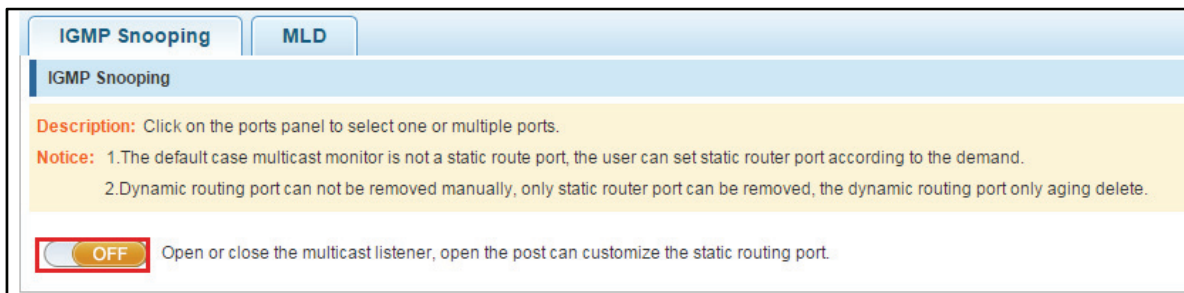 IGMP Snooping MLD
IGMP Snooping
Description: Click on the ports panel to select one or multiple ports.
Notice: 1.The default case multicast monitor is not a static route port, the user can set static router port according to the demand.
2.Dynamic routing port can not be removed manually, only static router port can be removed, the dynamic routing port only aging delete.
OFF Open or close the multicast listener, open the post can customize the static routing port.